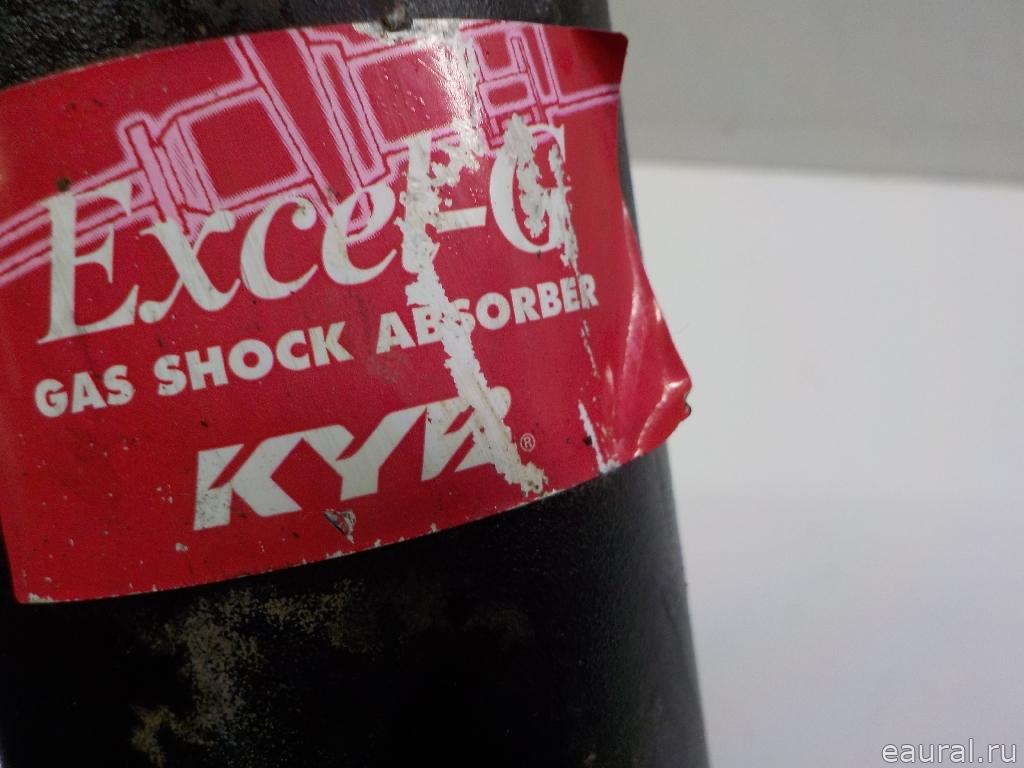 Excel-G
GAS SHOCK ABSORBER
KYB®
eaural.ru